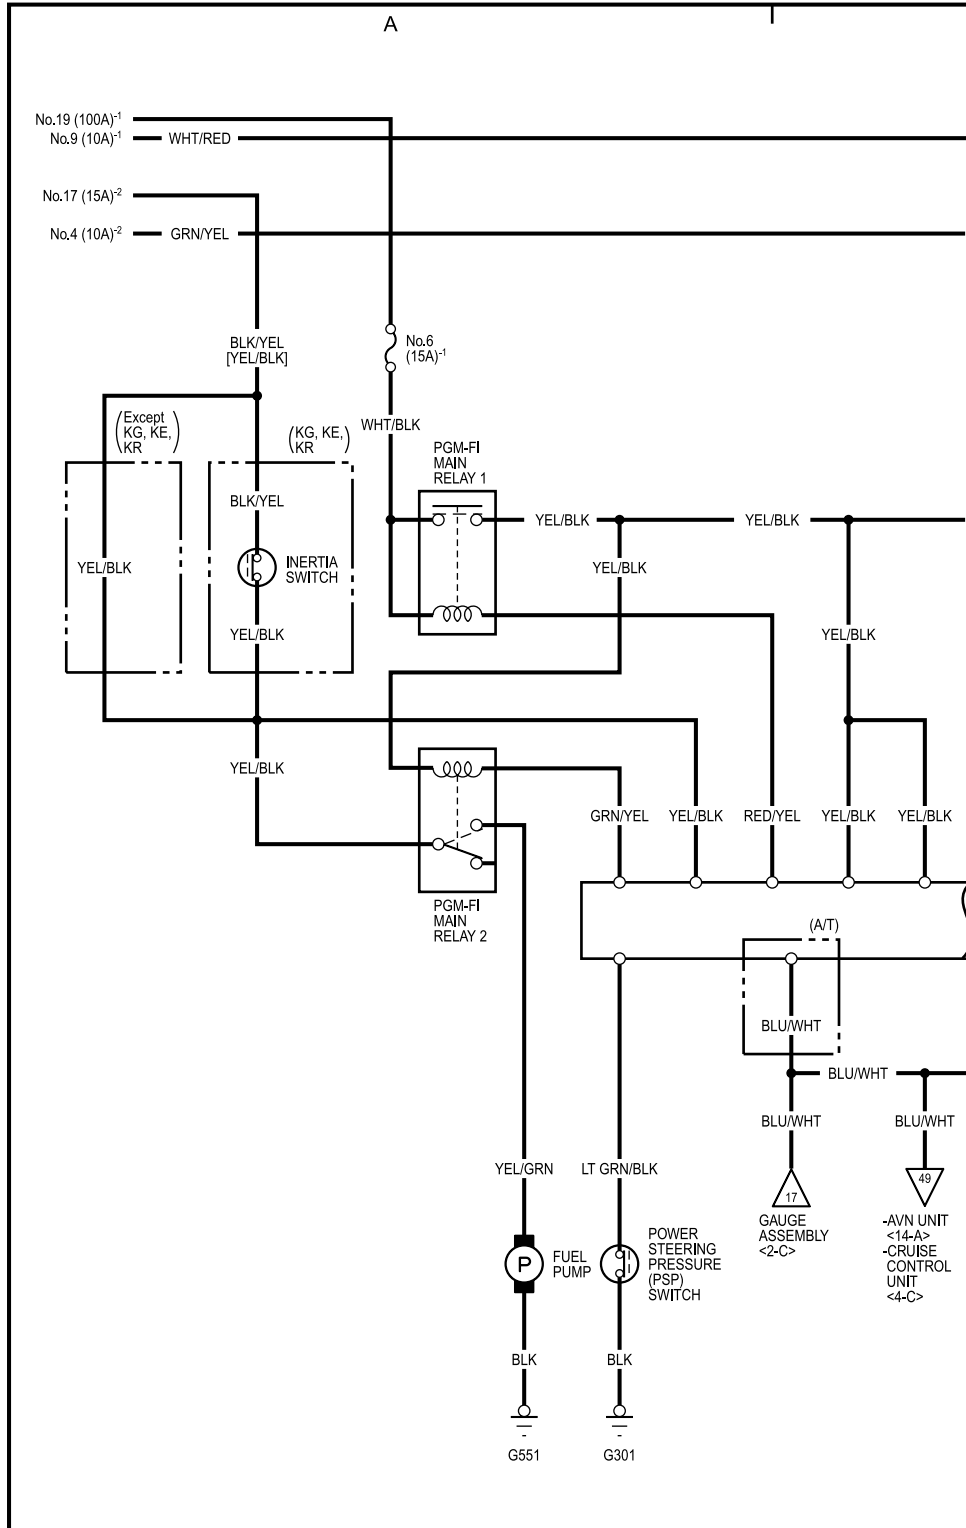 A
No.19 (100A)-1
No.9 (10A)-1
WHT/RED
No.17 (15A)-2
No.4 (10A)-2
GRN/YEL
BLK/YEL
[YEL/BLK]
No.6
(15A)-1
(Except
KG, KE,
KR)
(KG, KE,
KR)
WHT/BLK
PGM-FI
MAIN
RELAY 1
BLK/YEL
YEL/BLK
YEL/BLK
YEL/BLK
INERTIA
SWITCH
YEL/BLK
YEL/BLK
YEL/BLK
YEL/BLK
GRN/YEL
YEL/BLK
RED/YEL
YEL/BLK
YEL/BLK
PGM-FI
MAIN
RELAY 2
(A/T)
BLU/WHT
BLU/WHT
BLU/WHT
BLU/WHT
YEL/GRN
LT GRN/BLK
17
49
GAUGE
ASSEMBLY
<2-C>
-AVN UNIT
<14-A>
-CRUISE
CONTROL
UNIT
<4-C>
P
FUEL
PUMP
POWER
STEERING
PRESSURE
(PSP)
SWITCH
BLK
BLK
G551
G301